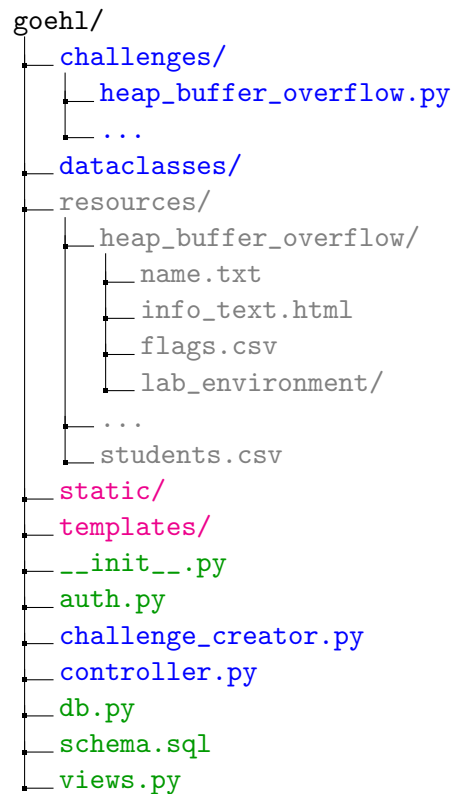 goehl/
challenges/
heap_buffer_overflow.py
...
dataclasses/
resources/
heap_buffer_overflow/
name.txt
info_text.html
flags.csv
lab_environment/
...
students.csv
static/
templates/
__init__.py
auth.py
challenge_creator.py
controller.py
db.py
schema.sql
views.py